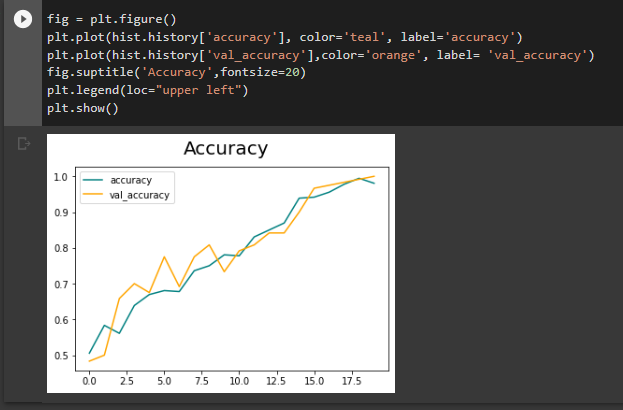 fig = plt.figure()
plt.plot(hist.history['accuracy'], color='teal', label='accuracy')
plt.plot(hist.history['val_accuracy'],color='orange', label= 'val_accuracy')
fig.suptitle('Accuracy',fontsize=20)
plt.legend(loc="upper left")
plt.show()
Accuracy
accuracy
val_accuracy
1.0
0.9
0.8
0.7
0.6
0.5
0.0 2.5 5.0 7.5 10.0 12.5 15.0 17.5